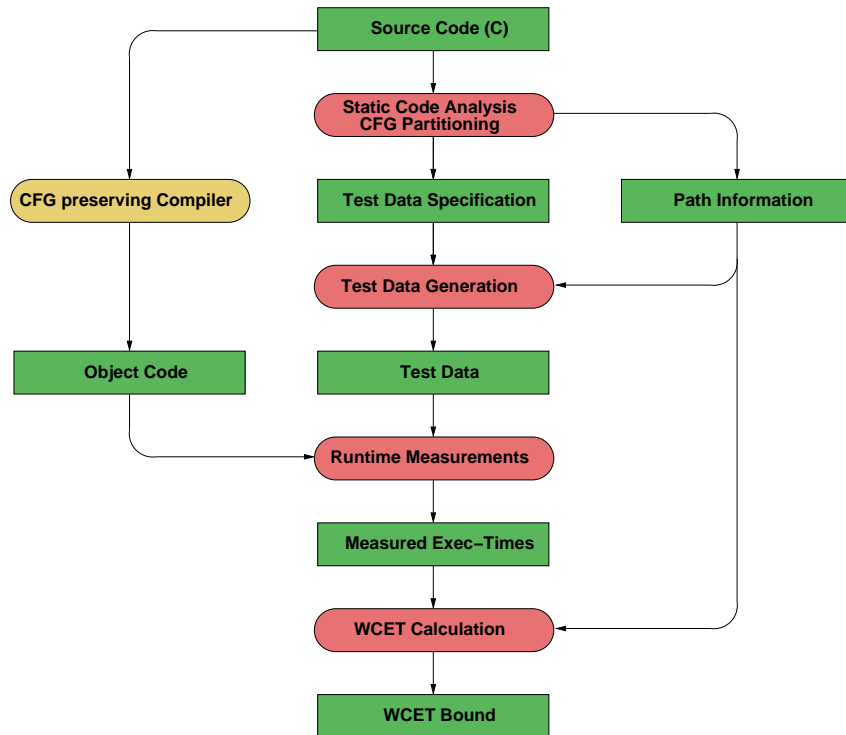 Source Code (C)
Static Code Analysis
CFG Partitioning
CFG preserving Compiler
Test Data Specification
Path Information
Test Data Generation
Object Code
Test Data
Runtime Measurements
Measured Exec−Times
WCET Calculation
WCET Bound